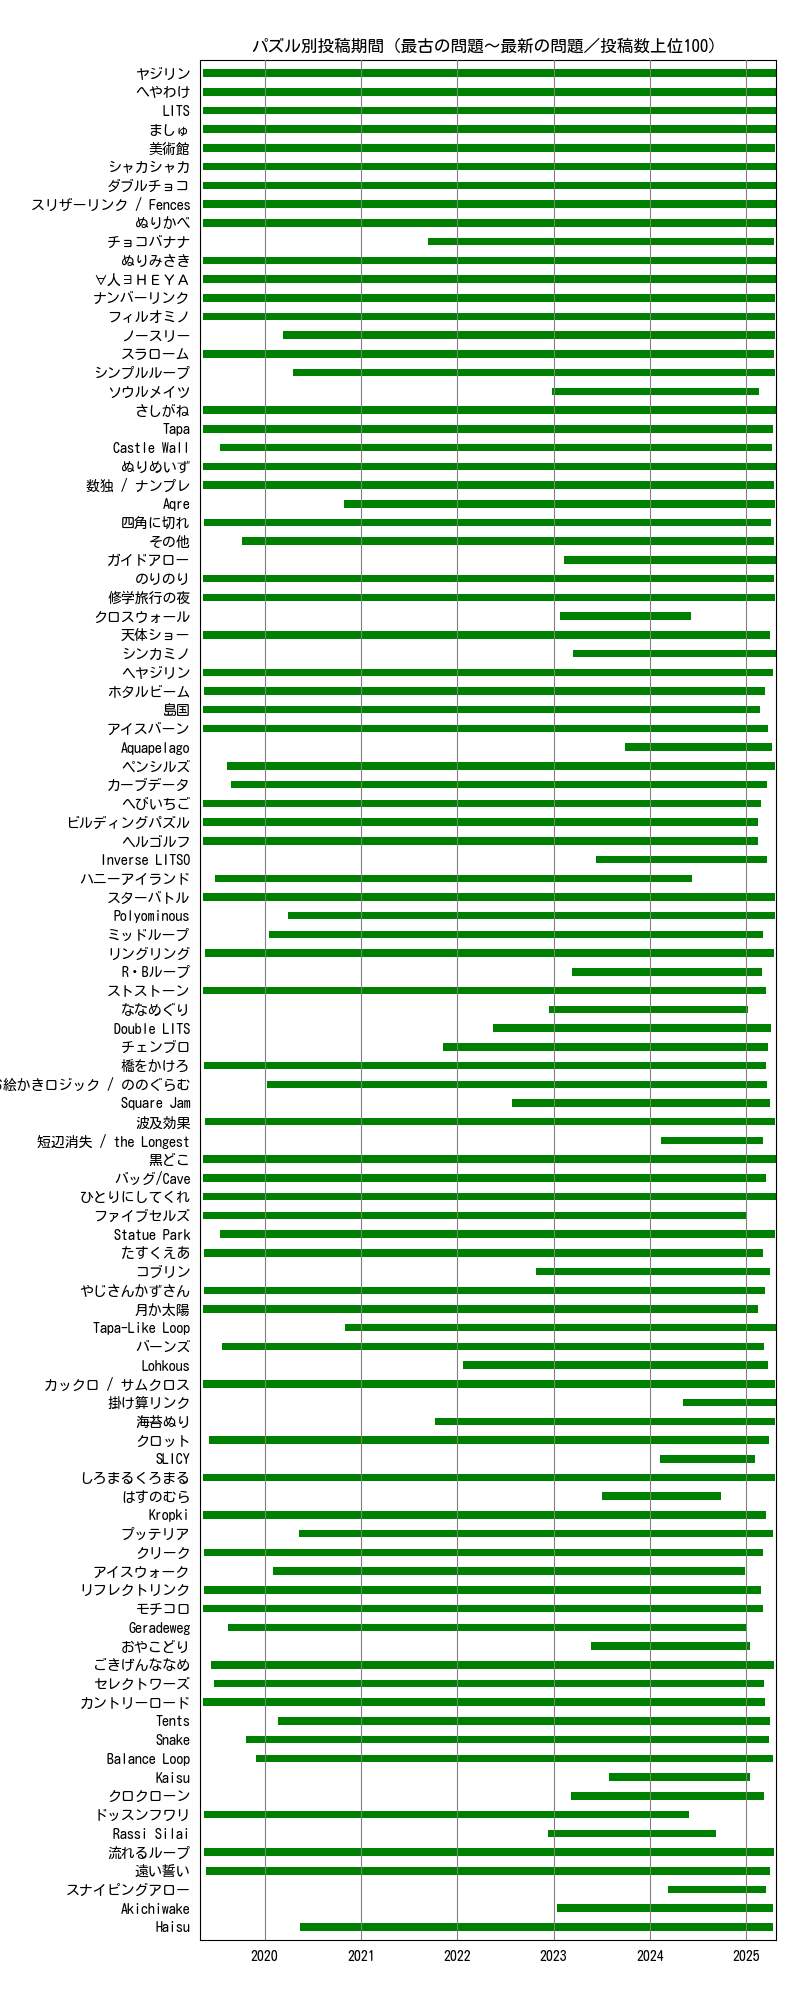 パズル別投稿期間（最古の問題～最新の問題／投稿数上位100）
ヤジリン
へやわけ
LITS
ましゅ
美術館
シャカシャカ
ダブルチョコ
スリザーリンク / Fences
ぬりかべ
チョコバナナ
ぬりみさき
∀人∃ＨＥＹＡ
ナンバーリンク
フィルオミノ
ノースリー
スラローム
シンプルループ
ソウルメイツ
さしがね
Tapa
Castle Wall
ぬりめいず
数独 / ナンプレ
Aqre
四角に切れ
その他
ガイドアロー
のりのり
修学旅行の夜
クロスウォール
天体ショー
シンカミノ
ヘヤジリン
ホタルビーム
島国
アイスバーン
Aquapelago
ペンシルズ
カーブデータ
へびいちご
ビルディングパズル
ヘルゴルフ
Inverse LITSO
ハニーアイランド
スターバトル
Polyominous
ミッドループ
リングリング
R・Bループ
ストストーン
ななめぐり
Double LITS
チェンブロ
橋をかけろ
絵かきロジック / ののぐらむ
Square Jam
波及効果
短辺消失 / the Longest
黒どこ
バッグ/Cave
ひとりにしてくれ
ファイブセルズ
Statue Park
たすくえあ
コブリン
やじさんかずさん
月か太陽
Tapa-Like Loop
バーンズ
Lohkous
カックロ / サムクロス
掛け算リンク
海苔ぬり
クロット
SLICY
しろまるくろまる
はすのむら
Kropki
ブッテリア
クリーク
アイスウォーク
リフレクトリンク
モチコロ
Geradeweg
おやこどり
ごきげんななめ
セレクトワーズ
カントリーロード
Tents
Snake
Balance Loop
Kaisu
クロクローン
ドッスンフワリ
Rassi Silai
流れるループ
遠い誓い
スナイピングアロー
Akichiwake
Haisu
2020 2021 2022 2023 2024 2025